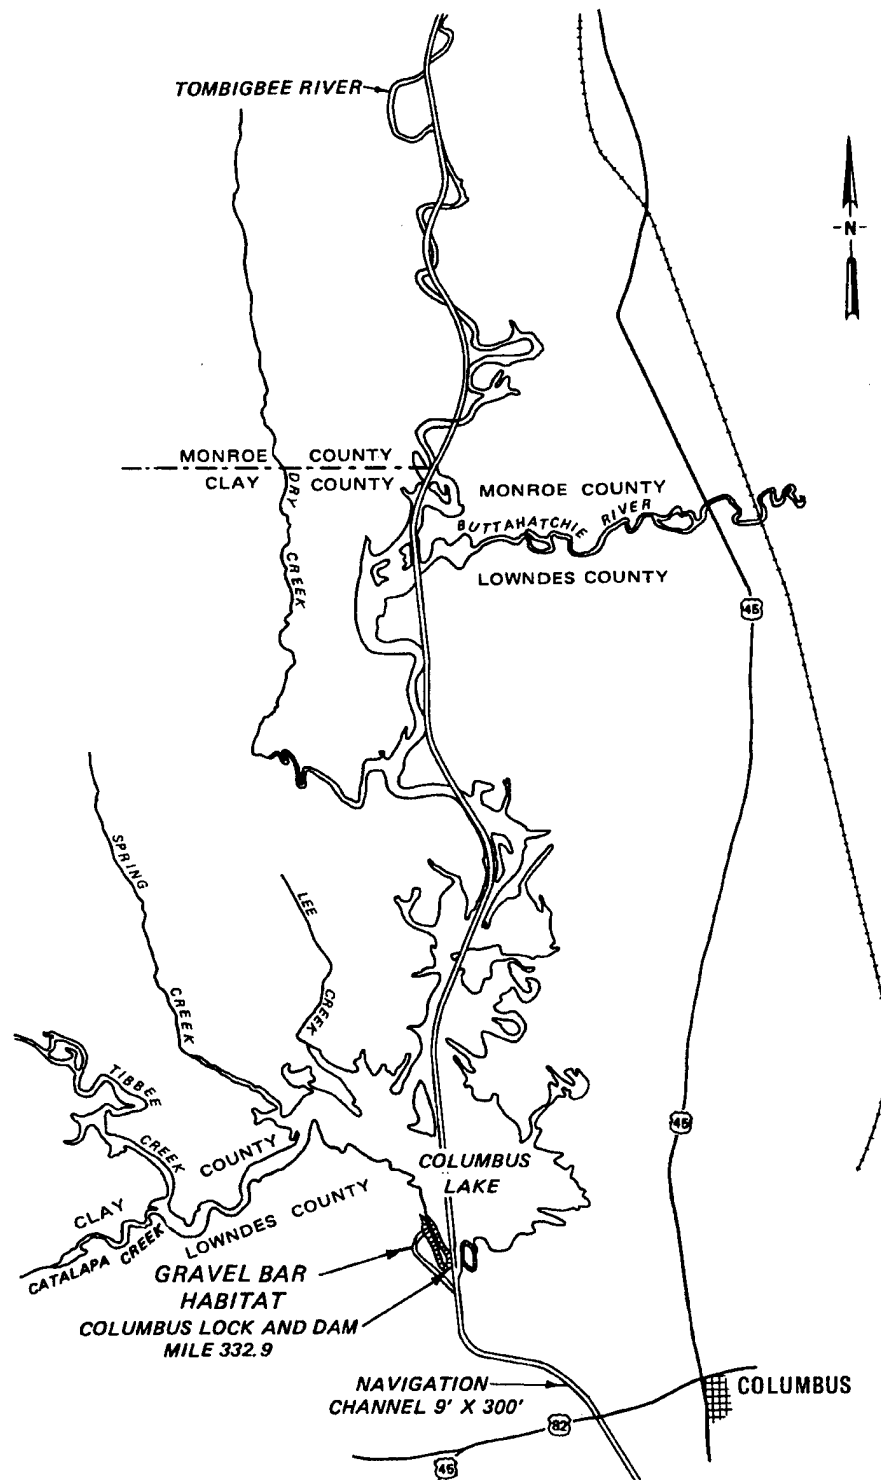 TOMBIGBEE RIVER
-N-
MONROE COUNTY
CLAY COUNTY
DRY CREEK
MONROE COUNTY
BUTTAHATCHIE RIVER
LOWNDES COUNTY
45
SPRING CREEK
LEE CREEK
TIBBEE CREEK
45
CLAY COUNTY
COLUMBUS
LAKE
LOWNDES COUNTY
CATALAPA CREEK
GRAVEL BAR
HABITAT
COLUMBUS LOCK AND DAM
MILE 332.9
NAVIGATION
CHANNEL 9' X 300'
COLUMBUS
82
45